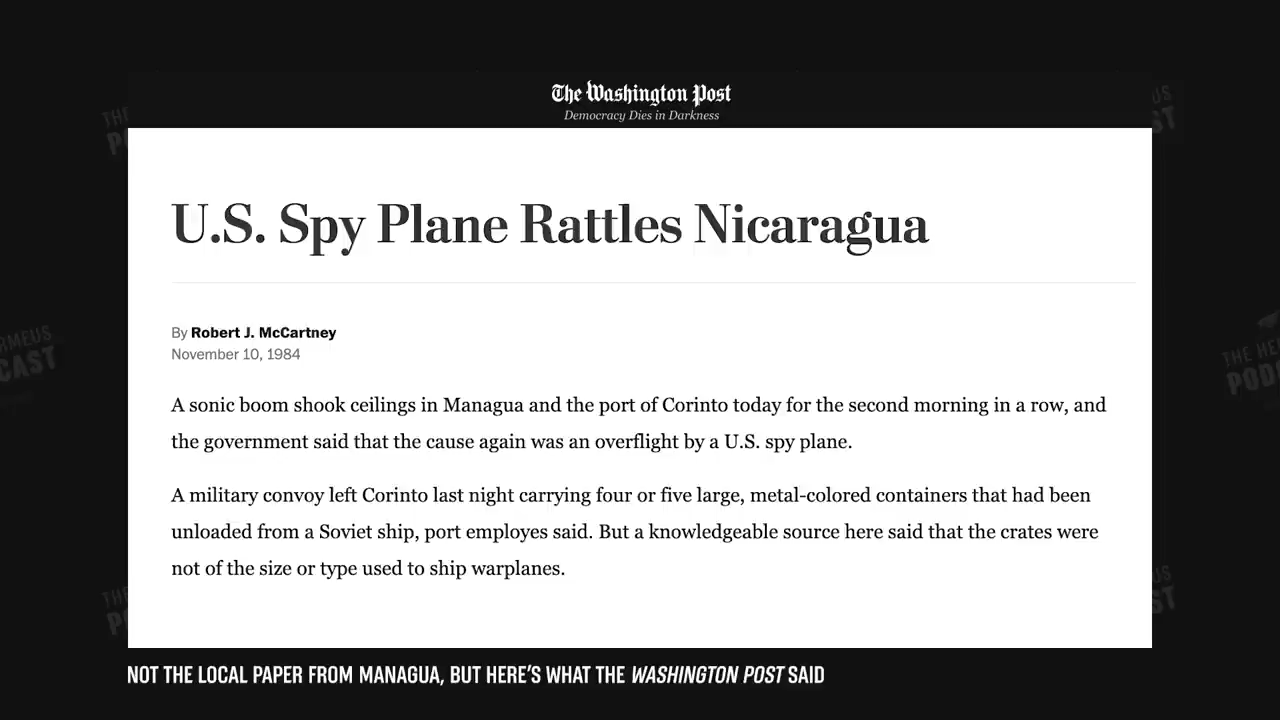 The Washington Post
Democracy Dies in Darkness
U.S. Spy Plane Rattles Nicaragua
By Robert J. McCartney
November 10, 1984
A sonic boom shook ceilings in Managua and the port of Corinto today for the second morning in a row, and
the government said that the cause again was an overflight by a U.S. spy plane.
A military convoy left Corinto last night carrying four or five large, metal-colored containers that had been
unloaded from a Soviet ship, port employes said. But a knowledgeable source here said that the crates were
not of the size or type used to ship warplanes.
NOT THE LOCAL PAPER FROM MANAGUA, BUT HERE'S WHAT THE WASHINGTON POST SAID